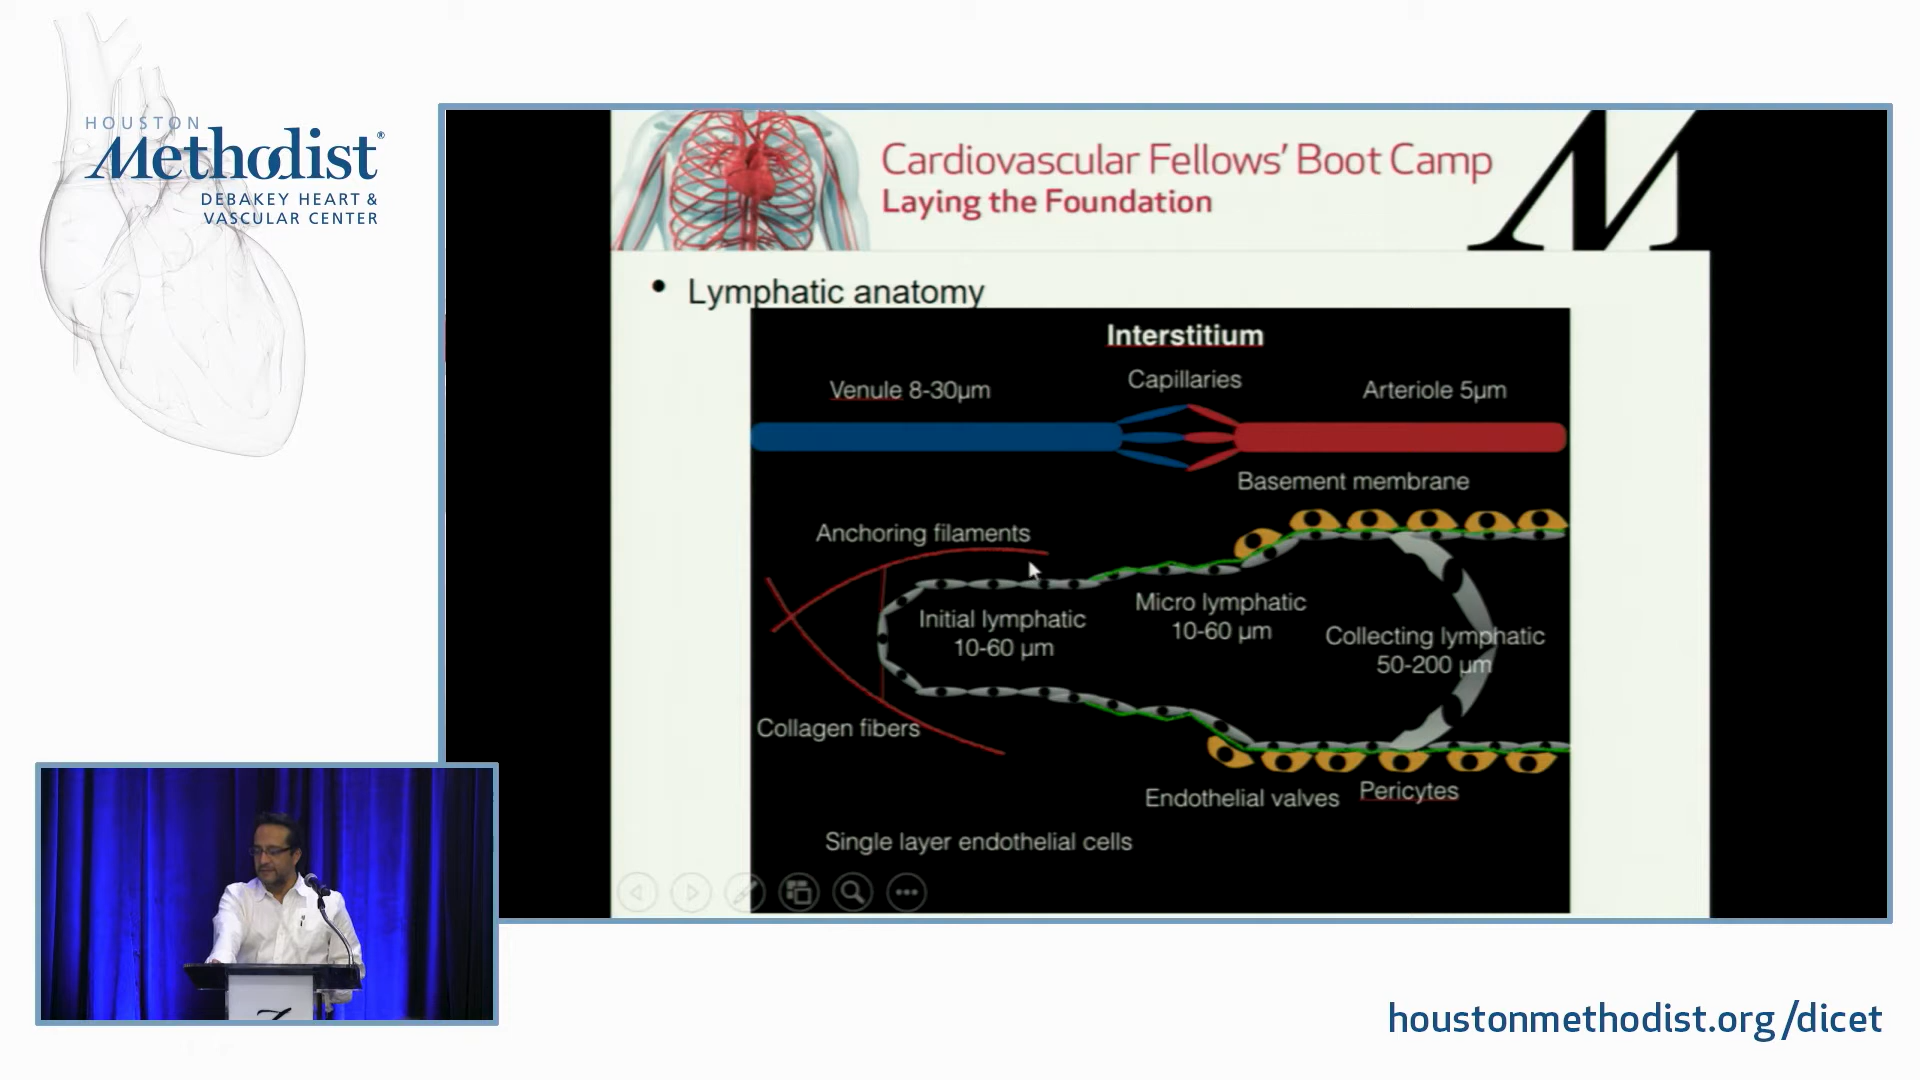 HOUSTON
Methodist®
DEBAKEY HEART &
VASCULAR CENTER
Cardiovascular Fellows’ Boot Camp
Laying the Foundation
M
• Lymphatic anatomy
Interstitium
Venule 8-30µm
Capillaries
Arteriole 5µm
Basement membrane
Anchoring filaments
Initial lymphatic
10-60 µm
Micro lymphatic
10-60 µm
Collecting lymphatic
50-200 µm
Collagen fibers
Endothelial valves
Pericytes
Single layer endothelial cells
houstonmethodist.org/dicet